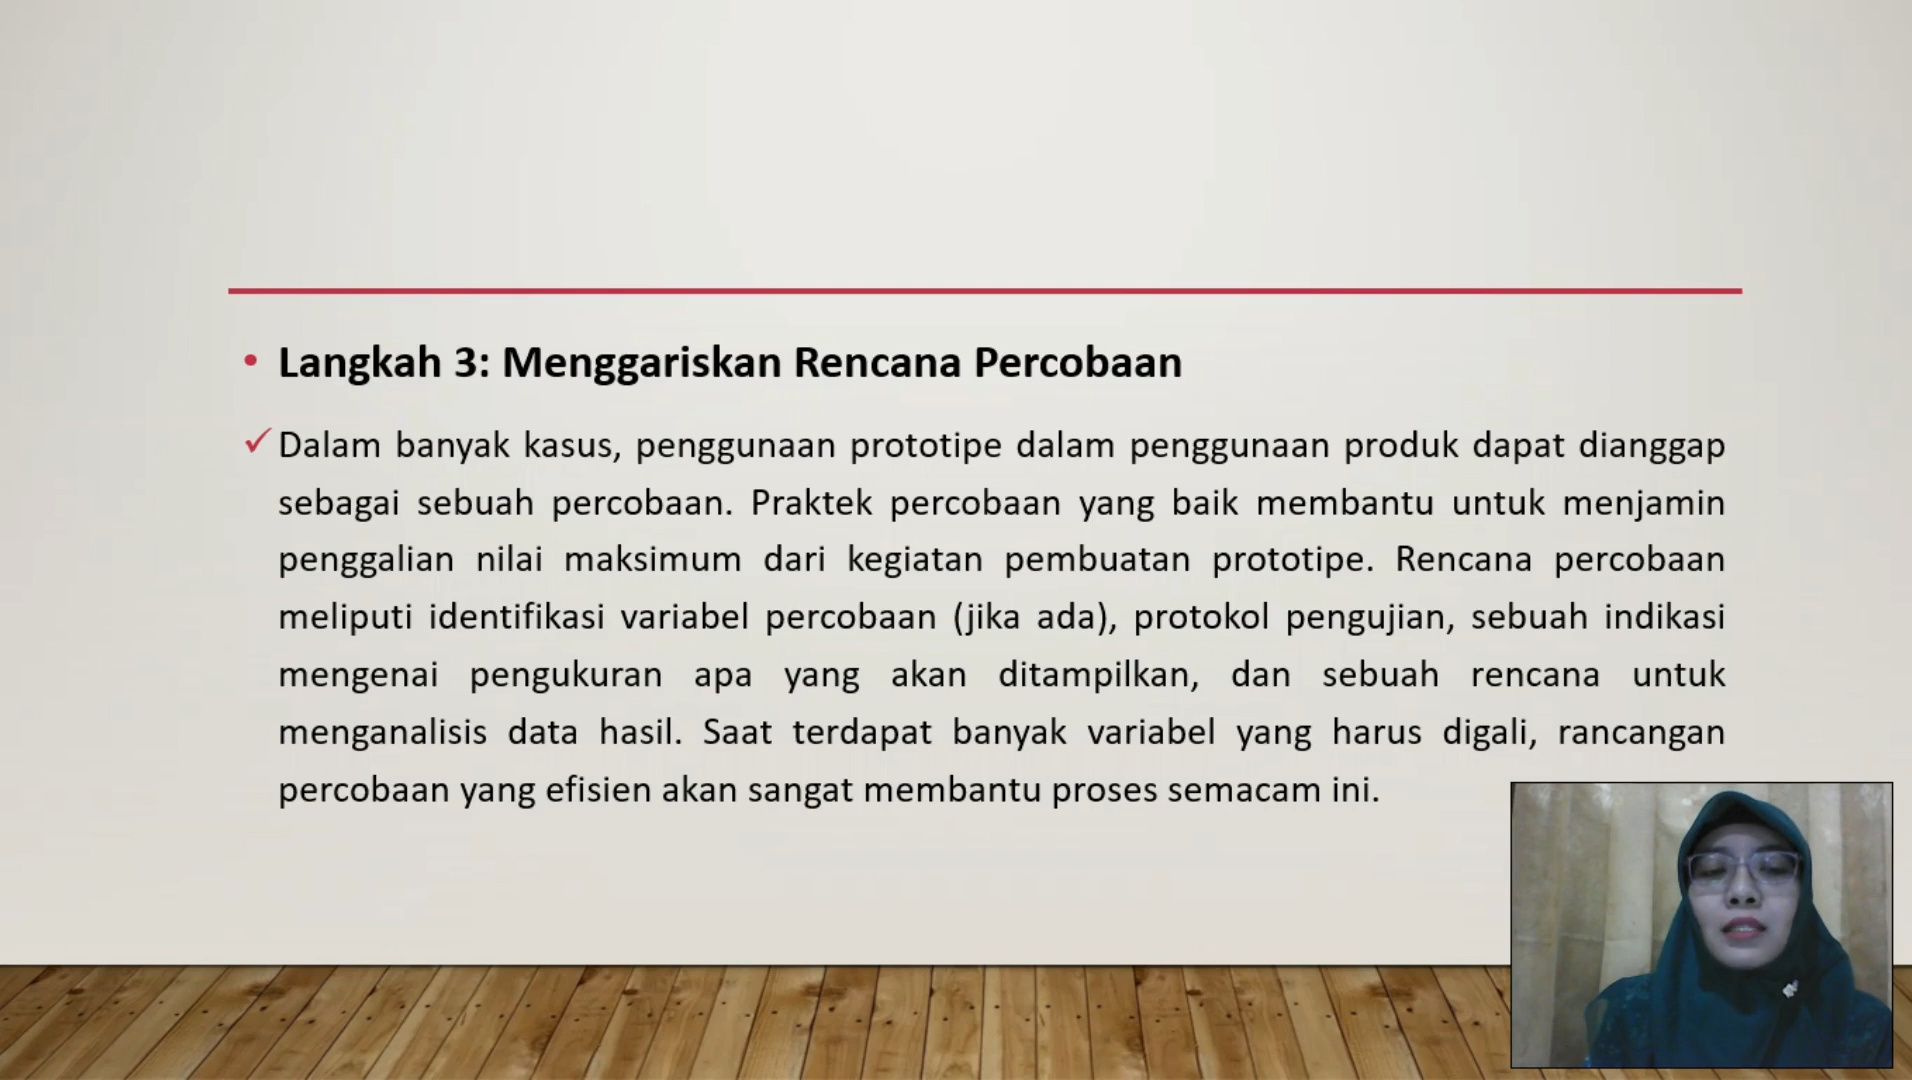 Langkah 3: Menggariskan Rencana Percobaan
Dalam banyak kasus, penggunaan prototipe dalam penggunaan produk dapat dianggap
sebagai sebuah percobaan. Praktek percobaan yang baik membantu untuk menjamin
penggalian nilai maksimum dari kegiatan pembuatan prototipe. Rencana percobaan
meliputi identifikasi variabel percobaan (jika ada), protokol pengujian, sebuah indikasi
mengenai pengukuran apa yang akan ditampilkan, dan sebuah rencana untuk
menganalisis data hasil. Saat terdapat banyak variabel yang harus digali, rancangan
percobaan yang efisien akan sangat membantu proses semacam ini.